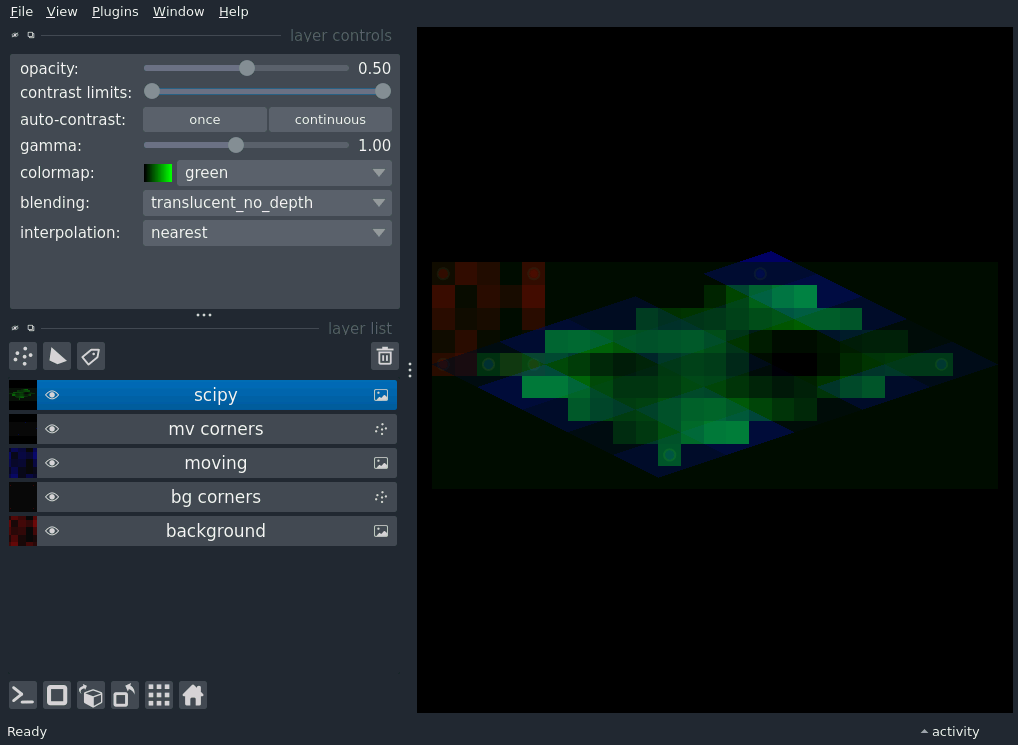 File View Plugins Window Help
layer controls
opacity: 0.50
contrast limits:
auto-contrast: once continuous
gamma: 1.00
colormap: green
blending: translucent_no_depth
interpolation: nearest
layer list
scipy
mv corners
moving
bg corners
background
Ready activity